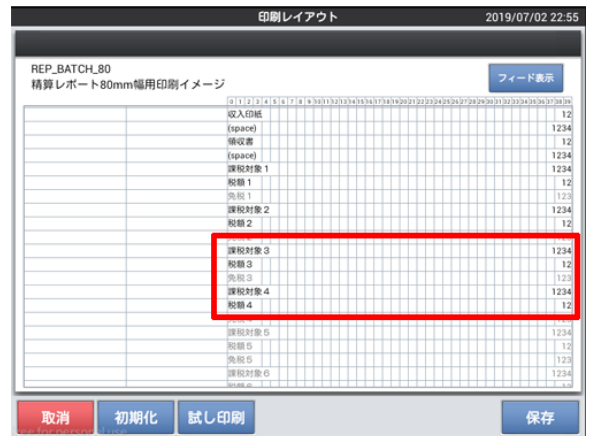 印刷レイアウト 2019/07/02 22:55
REP_BATCH_80
精算レポート80mm幅用印刷イメージ
フィード表示
0 1 2 3 4 5 6 7 8 9 10 11 12 13 14 15 16 17 18 19 20 21 22 23 24 25 26 27 28 29 30 31 32 33 34 35 36 37 38 39
収入印紙 12
(space) 1234
領収書 12
(space) 1234
課税対象1 1234
税額1 12
免税1 123
課税対象2 1234
税額2 12
課税対象3 1234
税額3 12
免税3 123
課税対象4 1234
税額4 12
課税対象5 1234
税額5 12
免税5 123
課税対象6 1234
取消 初期化 試し印刷 保存